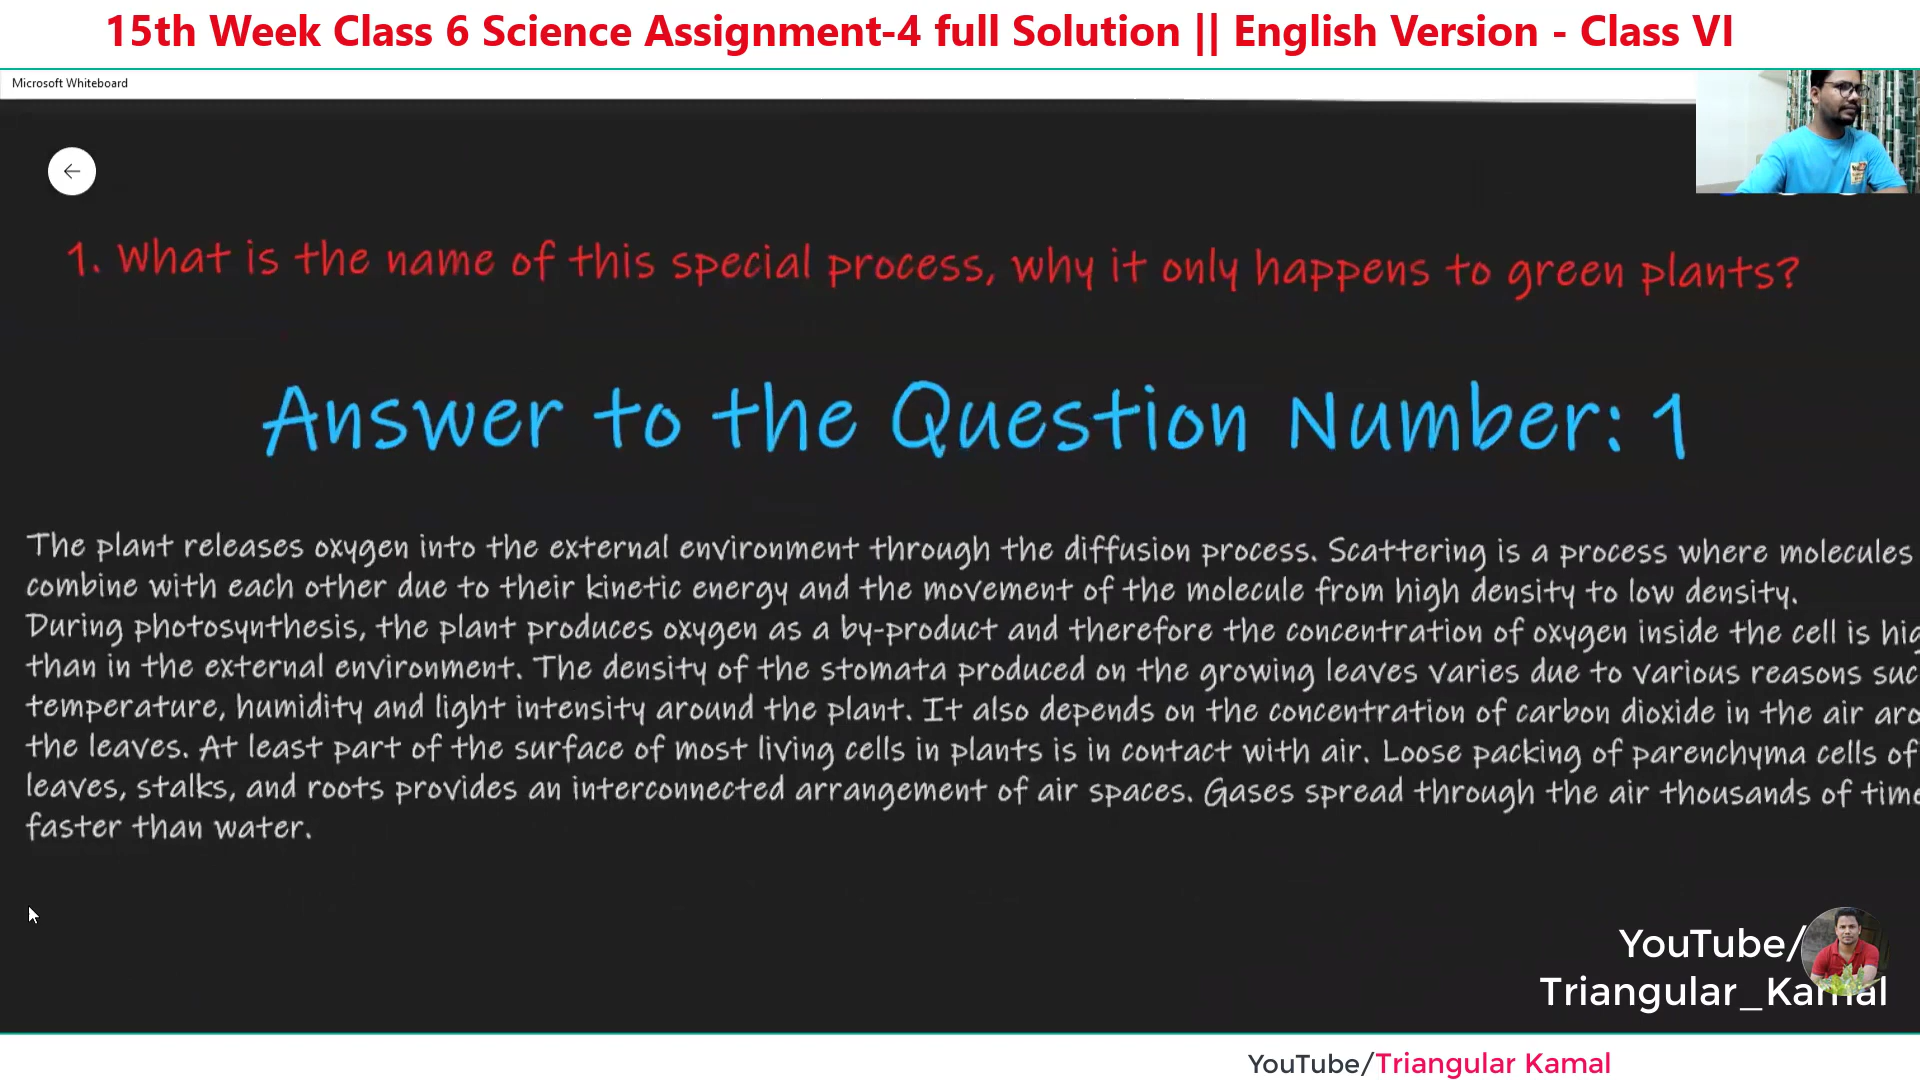 15th Week Class 6 Science Assignment-4 full Solution || English Version - Class VI
Microsoft Whiteboard
1. What is the name of this special process, why it only happens to green plants?
Answer to the Question Number: 1
The plant releases oxygen into the external environment through the diffusion process. Scattering is a process where molecules
combine with each other due to their kinetic energy and the movement of the molecule from high density to low density.
During photosynthesis, the plant produces oxygen as a by-product and therefore the concentration of oxygen inside the cell is
than in the external environment. The density of the stomata produced on the growing leaves varies due to various reasons
temperature, humidity and light intensity around the plant. It also depends on the concentration of carbon dioxide in the air
the leaves. At least part of the surface of most living cells in plants is in contact with air. Loose packing of parenchyma cells of
leaves, stalks, and roots provides an interconnected arrangement of air spaces. Gases spread through the air thousands of
faster than water.
YouTube/
Triangular_Kamal
YouTube/Triangular Kamal